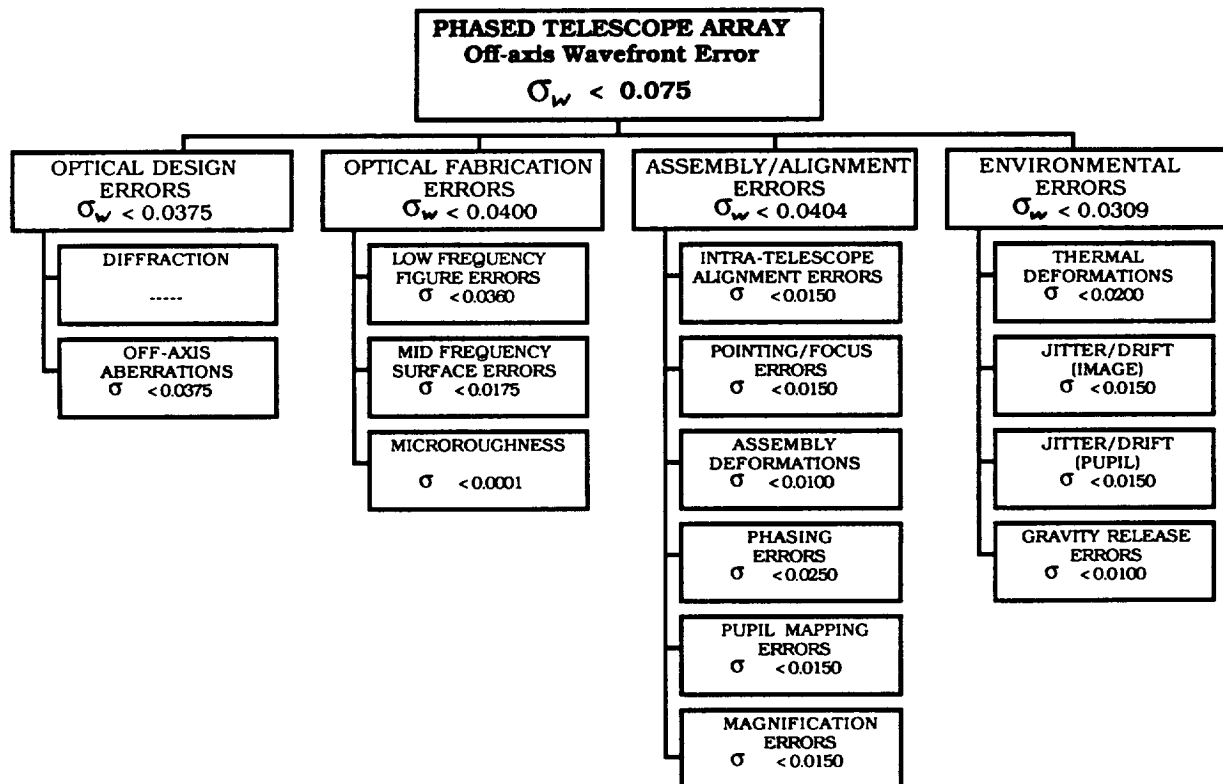 PHASED TELESCOPE ARRAY
Off-axis Wavefront Error
σw < 0.075
OPTICAL DESIGN
ERRORS
σw < 0.0375
DIFFRACTION
-----
OFF-AXIS
ABERRATIONS
σ <0.0375
OPTICAL FABRICATION
ERRORS
σw < 0.0400
LOW FREQUENCY
FIGURE ERRORS
σ <0.0360
MID FREQUENCY
SURFACE ERRORS
σ <0.0175
MICROROUGHNESS
σ <0.0001
ASSEMBLY/ALIGNMENT
ERRORS
σw < 0.0404
INTRA-TELESCOPE
ALIGNMENT ERRORS
σ <0.0150
POINTING/FOCUS
ERRORS
σ <0.0150
ASSEMBLY
DEFORMATIONS
σ <0.0100
PHASING
ERRORS
σ <0.0250
PUPIL MAPPING
ERRORS
σ <0.0150
MAGNIFICATION
ERRORS
σ <0.0150
ENVIRONMENTAL
ERRORS
σw < 0.0309
THERMAL
DEFORMATIONS
σ <0.0200
JITTER/DRIFT
(IMAGE)
σ <0.0150
JITTER/DRIFT
(PUPIL)
σ <0.0150
GRAVITY RELEASE
ERRORS
σ <0.0100